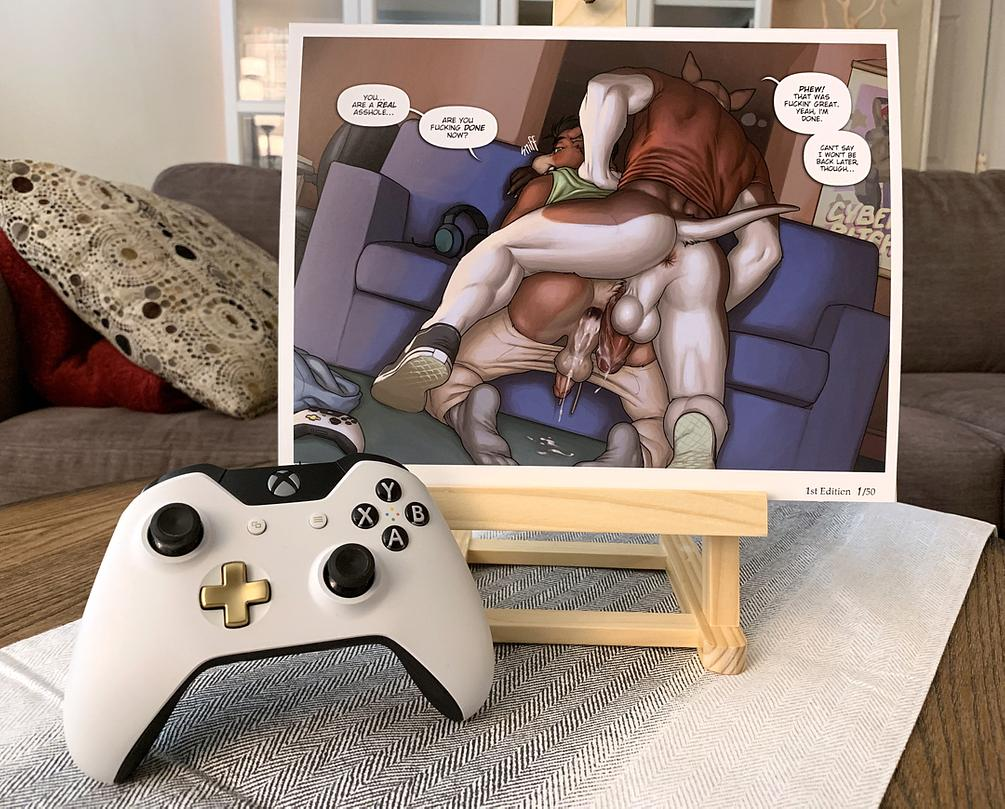 YOU...
ARE A REAL
ASSHOLE...
ARE YOU
FUCKING DONE
NOW?
sniff
PHEW!
THAT WAS
FUCKIN' GREAT.
YEAH, I'M
DONE.
CAN'T SAY
I WON'T BE
BACK LATER,
THOUGH...
1st Edition 1/50
Y
X B
A